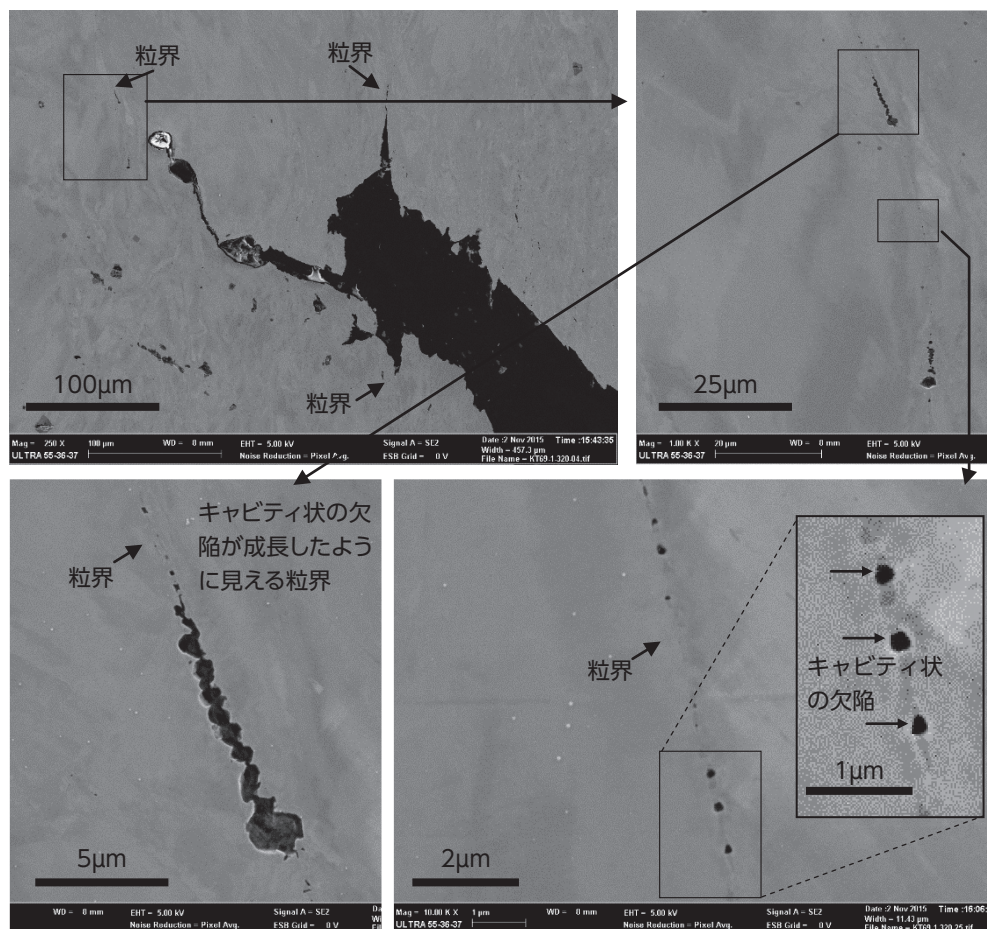 粒界
粒界
粒界
100μm
Mag = 250 X
100 μm
WD = 8 mm
EHT = 5.00 kV
Signal A = SE2
Date :2 Nov 2015
Time :15:43:35
ULTRA 55-36-37
Noise Reduction = Pixel Avg.
ESB Grid = 0 V
Width = 457.3 μm
File Name = KT69-1-320-04.tif
25μm
Mag = 1.00 K X
20 μm
WD = 8 mm
EHT = 5.00 kV
ULTRA 55-36-37
Noise Reduction = Pixel Avg.
キャビティ状の欠
陥が成長したよう
に見える粒界
粒界
5μm
WD = 8 mm
EHT = 5.00 kV
Signal A = SE2
Noise Reduction = Pixel Avg.
ESB Grid = 0 V
粒界
キャビティ状
の欠陥
1μm
2μm
Mag = 10.00 K X
1 μm
WD = 8 mm
EHT = 5.00 kV
Signal A = SE2
Date :2 Nov 2015
Time :16:06:
ULTRA 55-36-37
Noise Reduction = Pixel Avg.
ESB Grid = 0 V
Width = 11.43 μm